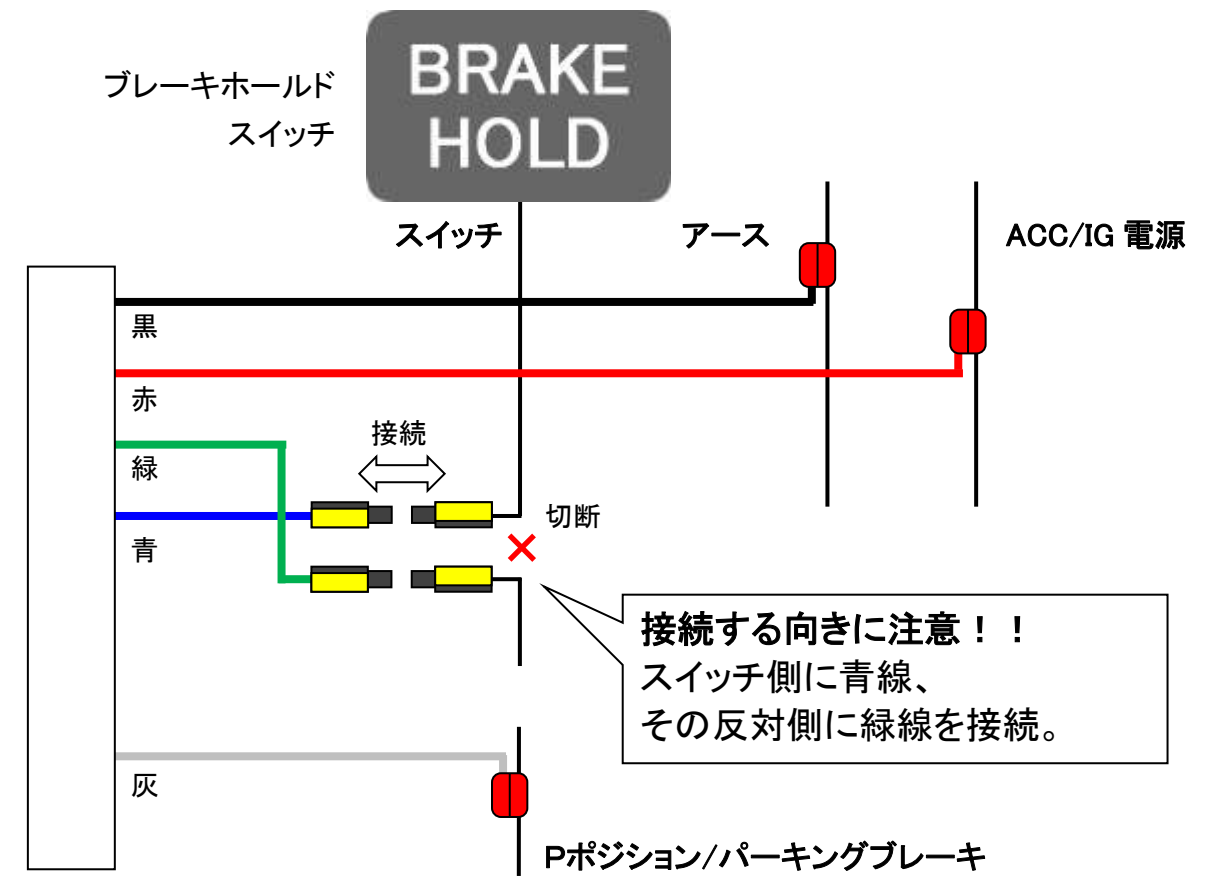 ブレーキホールド
スイッチ
BRAKE
HOLD
スイッチ
アース
ACC/IG 電源
黒
赤
緑
接続
青
切断
接続する向きに注意！！
スイッチ側に青線、
その反対側に緑線を接続。
灰
Pポジション/パーキングブレーキ